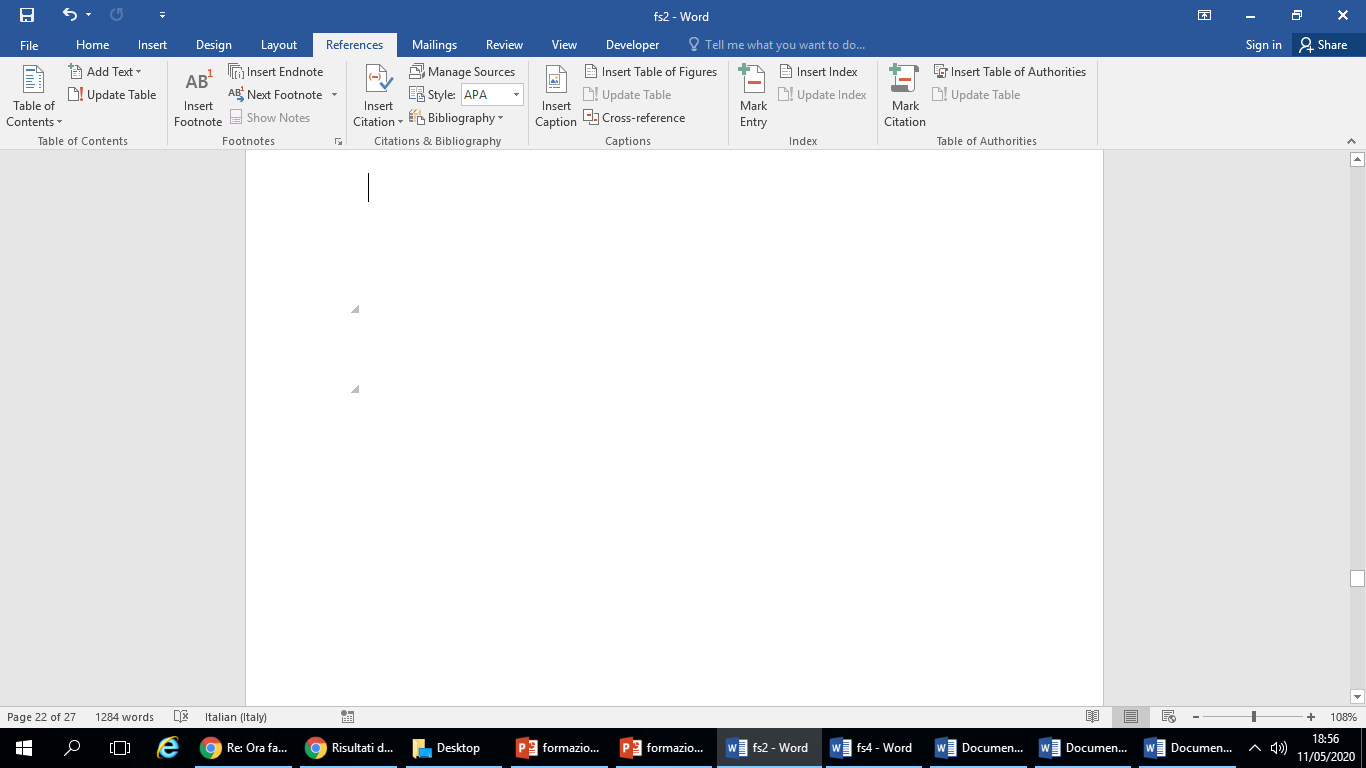 fs2 - Word
File Home Insert Design Layout References Mailings Review View Developer Tell me what you want to do... Sign in Share
Table of Contents
Add Text
Update Table
Table of Contents
AB1
Insert Footnote
Insert Endnote
Next Footnote
Show Notes
Footnotes
Insert Citation
Manage Sources
Style: APA
Bibliography
Citations & Bibliography
Insert Caption
Insert Table of Figures
Update Table
Cross-reference
Captions
Mark Entry
Insert Index
Update Index
Index
Mark Citation
Insert Table of Authorities
Update Table
Table of Authorities
Page 22 of 27 1284 words Italian (Italy) 108%
Re: Ora fa... Risultati d... Desktop formazio... formazio... fs2 - Word fs4 - Word Documen... Documen... Documen... 18:56
11/05/2020